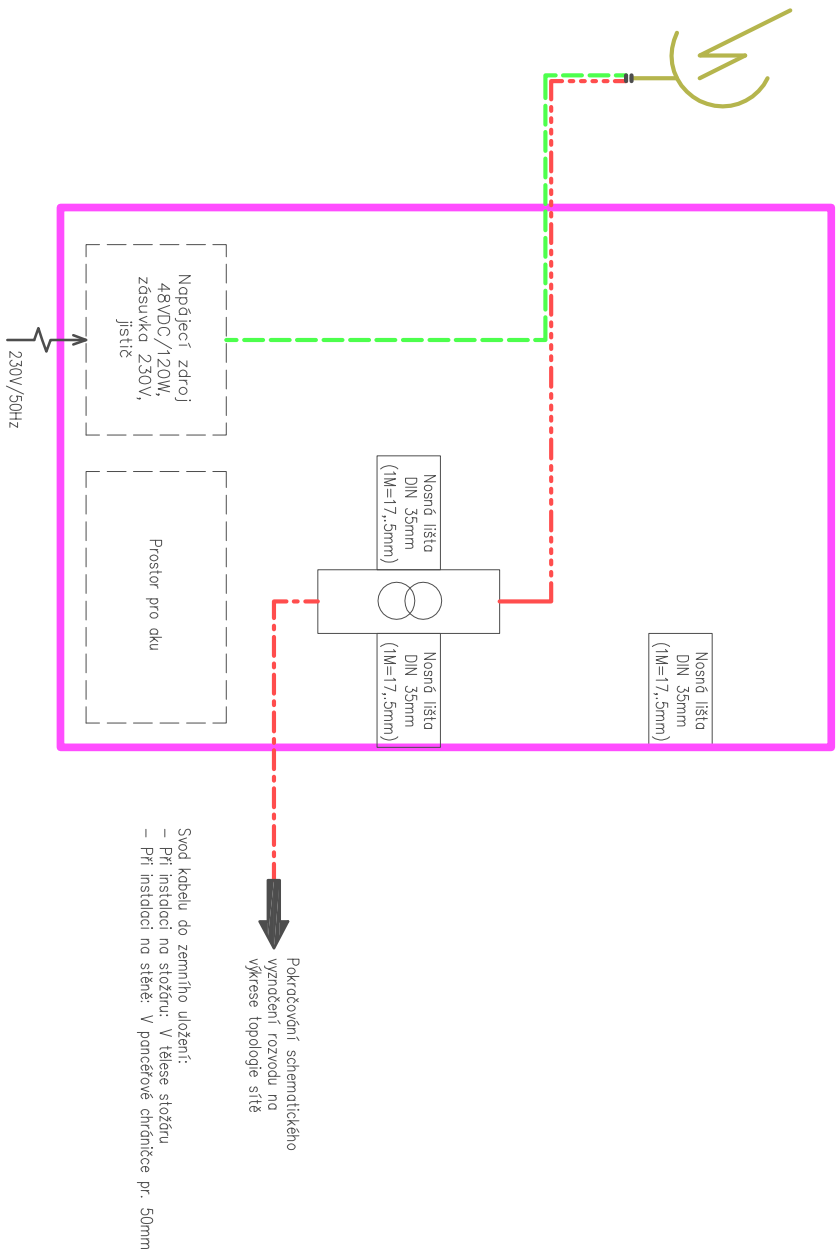 Nosná lišta
DIN 35mm
(1M=17,.5mm)
Nosná lišta
DIN 35mm
(1M=17,.5mm)
Nosná lišta
DIN 35mm
(1M=17,.5mm)
Pokračování schematického
vyznačení rozvodu na
výkrese topologie sítě
Napájecí zdroj
48VDC/120W,
zásuvka 230V,
jistič
Prostor pro aku
Svod kabelu do zemního uložení:
– Při instalaci na stožáru: V tělese stožáru
– Při instalaci na stěně: V pancéřové chráničce pr. 50mm
230V/50Hz